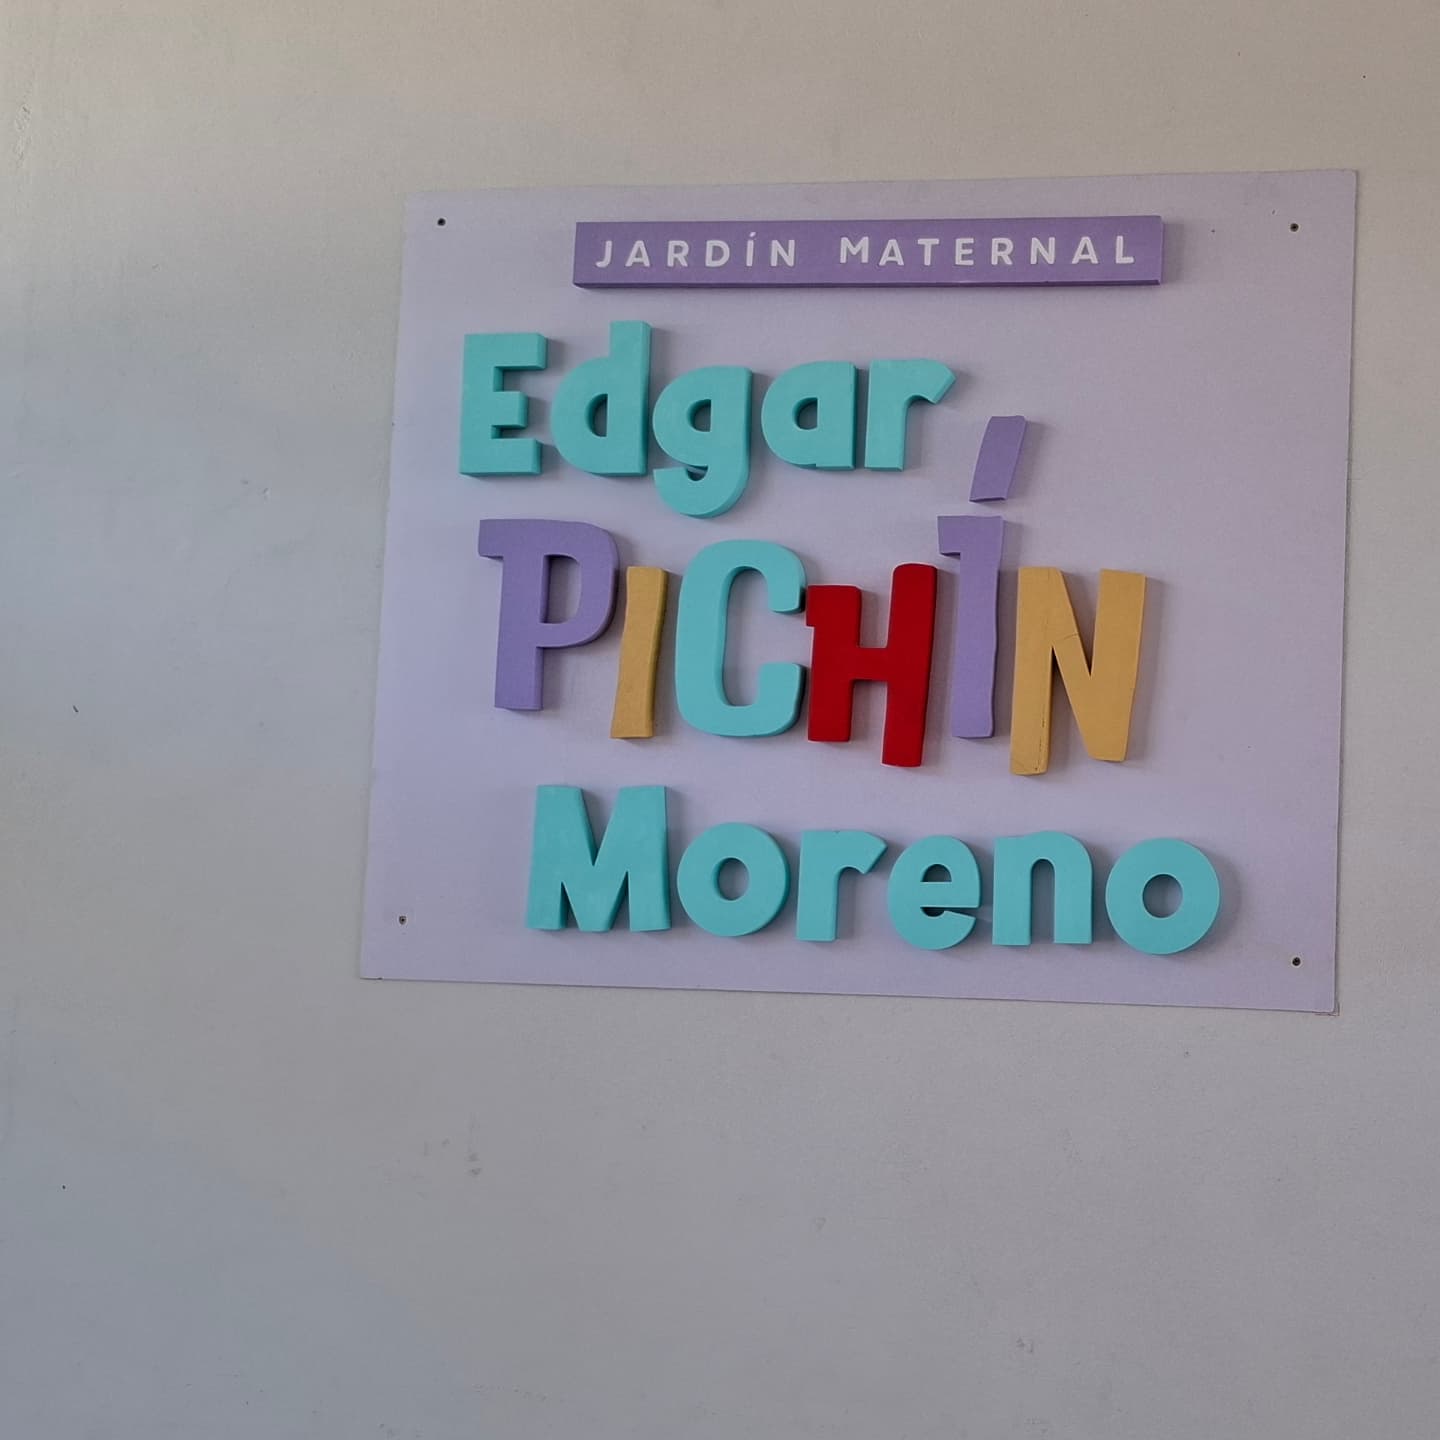 JARDÍN MATERNAL
Edgar
PICHÍN
Moreno